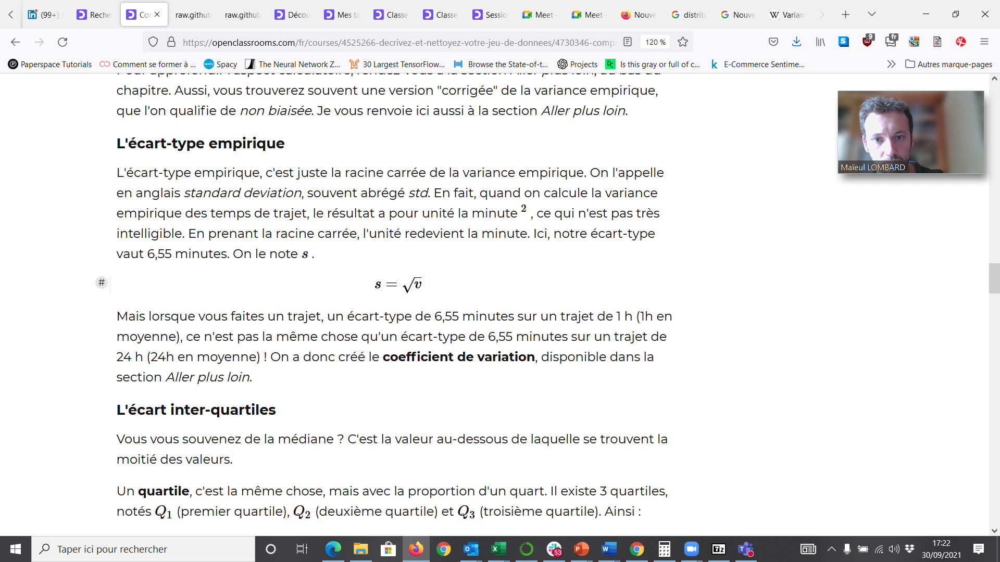 (99+)
Reche
Con
raw.github
raw.github
Décou
Mes ta
Classe
Classe
Sessio
Meet -
Meet -
Nouve
distrib
Nouve
Varian
https://openclassrooms.com/fr/courses/4525266-decrivez-et-nettoyez-votre-jeu-de-donnees/4730346-comp
120 %
9
fr
Paperspace Tutorials
Comment se former à ...
Spacy
The Neural Network Z...
30 Largest TensorFlow...
Browse the State-of-t...
Projects
Is this gray or full of c...
E-Commerce Sentime...
Autres marque-pages
chapitre. Aussi, vous trouverez souvent une version "corrigée" de la variance empirique,
que l'on qualifie de non biaisée. Je vous renvoie ici aussi à la section Aller plus loin.
Maïeul LOMBARD
L'écart-type empirique
L'écart-type empirique, c'est juste la racine carrée de la variance empirique. On l'appelle
en anglais standard deviation, souvent abrégé std. En fait, quand on calcule la variance
empirique des temps de trajet, le résultat a pour unité la minute ², ce qui n'est pas très
intelligible. En prenant la racine carrée, l'unité redevient la minute. Ici, notre écart-type
vaut 6,55 minutes. On le note s .
#
s = √v
Mais lorsque vous faites un trajet, un écart-type de 6,55 minutes sur un trajet de 1 h (1h en
moyenne), ce n'est pas la même chose qu'un écart-type de 6,55 minutes sur un trajet de
24 h (24h en moyenne) ! On a donc créé le coefficient de variation, disponible dans la
section Aller plus loin.
L'écart inter-quartiles
Vous vous souvenez de la médiane ? C'est la valeur au-dessous de laquelle se trouvent la
moitié des valeurs.
Un quartile, c'est la même chose, mais avec la proportion d'un quart. Il existe 3 quartiles,
notés Q₁ (premier quartile), Q₂ (deuxième quartile) et Q₃ (troisième quartile). Ainsi :
Taper ici pour rechercher
53
17:22
30/09/2021